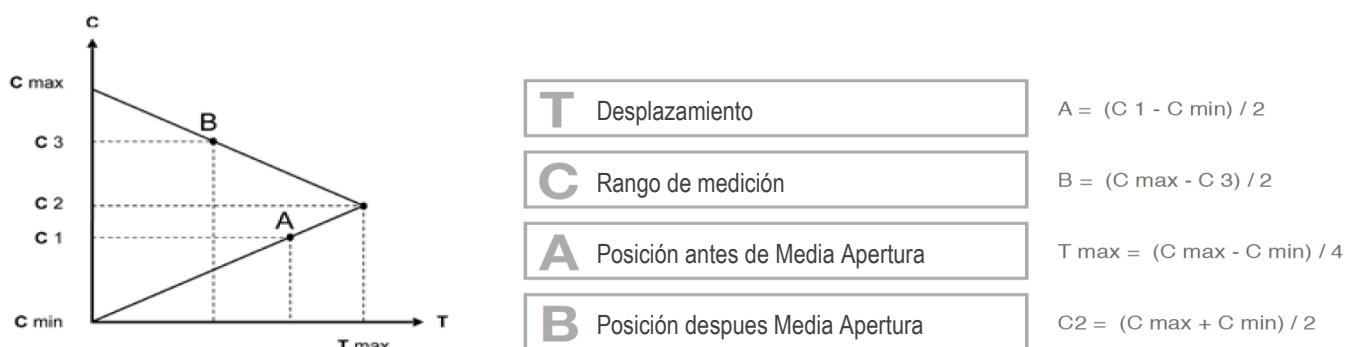 C
C max
B
C 3
C 2
A
C 1
C min
T
T max
T Desplazamiento
A = (C 1 - C min) / 2
C Rango de medición
B = (C max - C 3) / 2
A Posición antes de Media Apertura
T max = (C max - C min) / 4
B Posición despues Media Apertura
C2 = (C max + C min) / 2